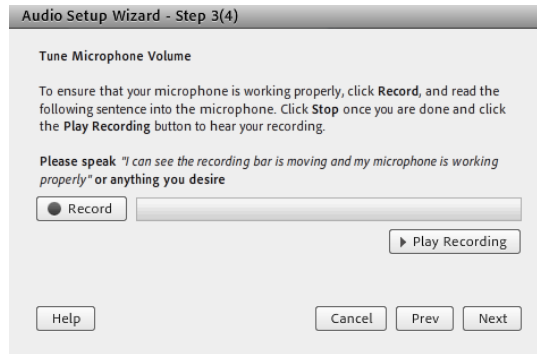 Audio Setup Wizard - Step 3(4)
Tune Microphone Volume
To ensure that your microphone is working properly, click Record, and read the
following sentence into the microphone. Click Stop once you are done and click
the Play Recording button to hear your recording.
Please speak "I can see the recording bar is moving and my microphone is working
properly" or anything you desire
Record
Play Recording
Help Cancel Prev Next